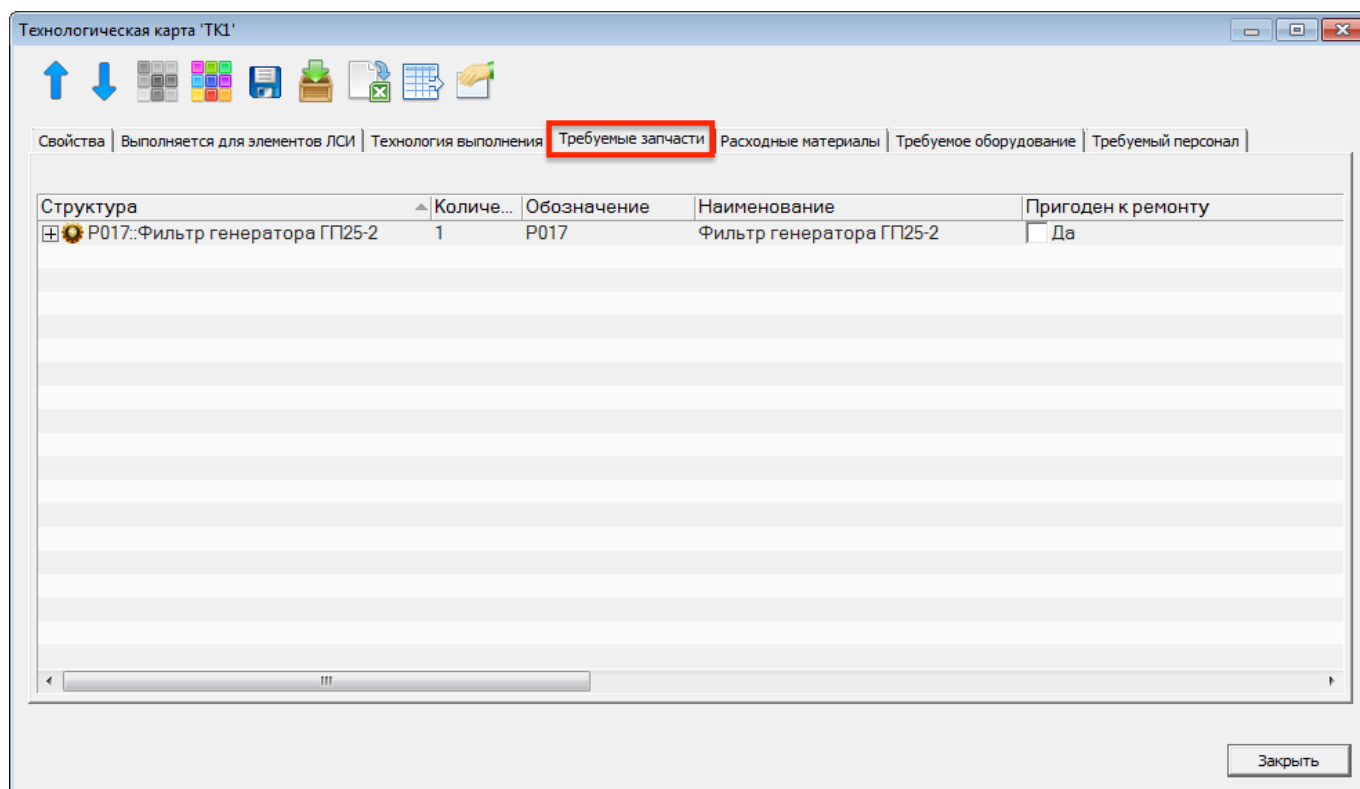 Технологическая карта 'ТК1'
Свойства Выполняется для элементов ЛСИ Технология выполнения Требуемые запчасти Расходные материалы Требуемое оборудование Требуемый персонал
Структура Количе... Обозначение Наименование Пригоден к ремонту
P017::Фильтр генератора ГП25-2 1 P017 Фильтр генератора ГП25-2 Да
Закрыть